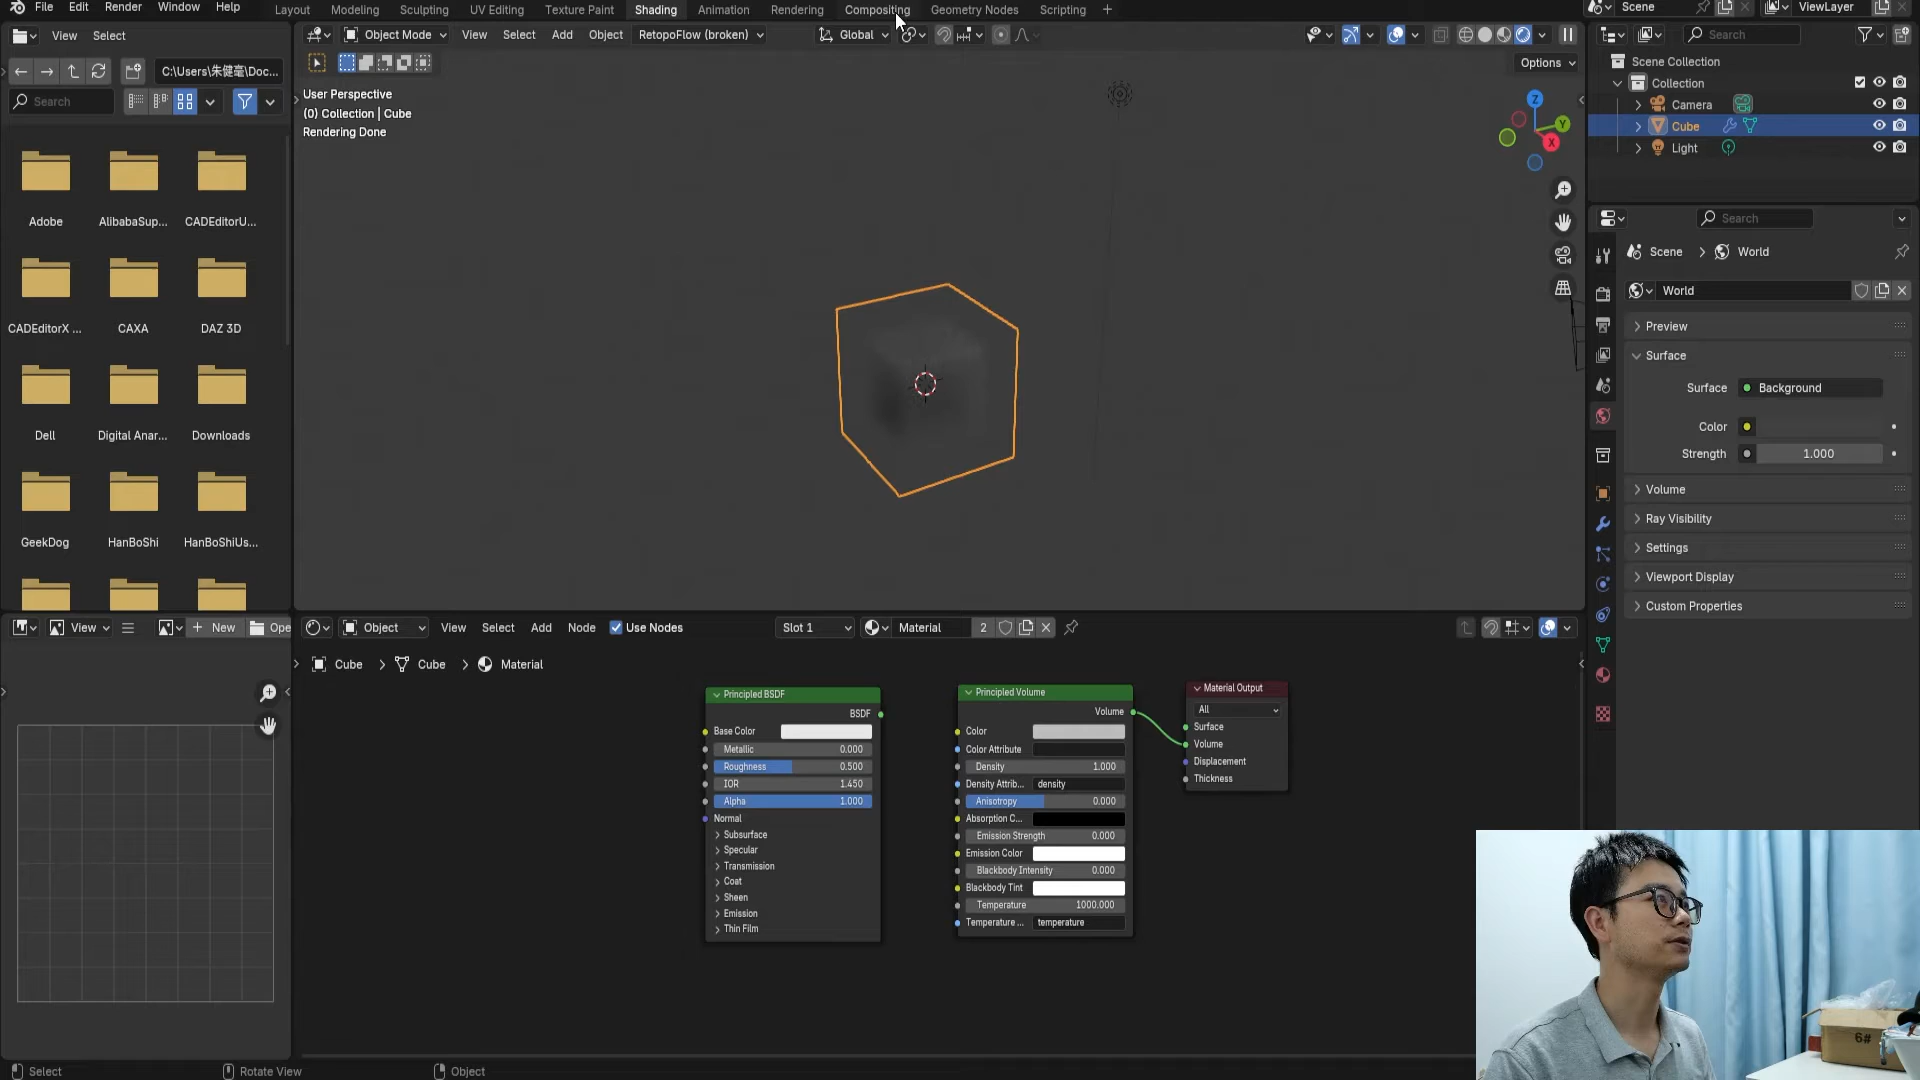 File Edit Render Window Help Layout Modeling Sculpting UV Editing Texture Paint Shading Animation Rendering Compositing Geometry Nodes Scripting + Scene ViewLayer
View Select
Object Mode View Select Add Object RetopoFlow (broken) Global
Search
C:\Users\朱健毫\Doc...
Search
Options
User Perspective
(0) Collection | Cube
Rendering Done
Z
Y
X
Scene Collection
Collection
Camera
Cube
Light
Adobe AlibabaSup... CADEditorU...
CADEditorX ... CAXA DAZ 3D
Dell Digital Anar... Downloads
GeekDog HanBoShi HanBoShiUs...
Search
Scene > World
World
Preview
Surface
Surface Background
Color
Strength 1.000
Volume
Ray Visibility
Settings
Viewport Display
Custom Properties
View + New Ope
Object View Select Add Node Use Nodes Slot 1 Material 2
Cube > Cube > Material
Principled BSDF
BSDF
Base Color
Metallic 0.000
Roughness 0.500
IOR 1.450
Alpha 1.000
Normal
Subsurface
Specular
Transmission
Coat
Sheen
Emission
Thin Film
Principled Volume
Volume
Color
Color Attribute
Density 1.000
Density Attrib... density
Anisotropy 0.000
Absorption C...
Emission Strength 0.000
Emission Color
Blackbody Intensity 0.000
Blackbody Tint
Temperature 1000.000
Temperature ... temperature
Material Output
All
Surface
Volume
Displacement
Thickness
6#
Select Rotate View Object